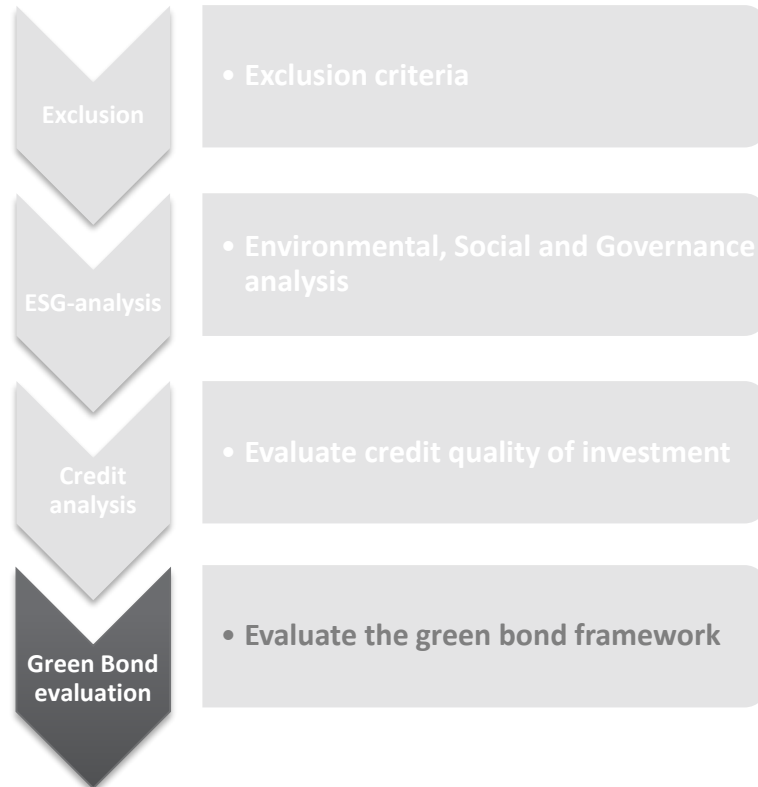 Exclusion
• Exclusion criteria
ESG-analysis
• Environmental, Social and Governance
analysis
Credit
analysis
• Evaluate credit quality of investment
Green Bond
evaluation
• Evaluate the green bond framework